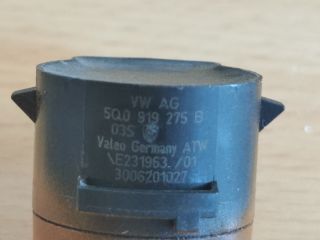 VW AG
5Q0 919 275 B
03S
Valeo Germany ATW
\E231963. /01
3006201027